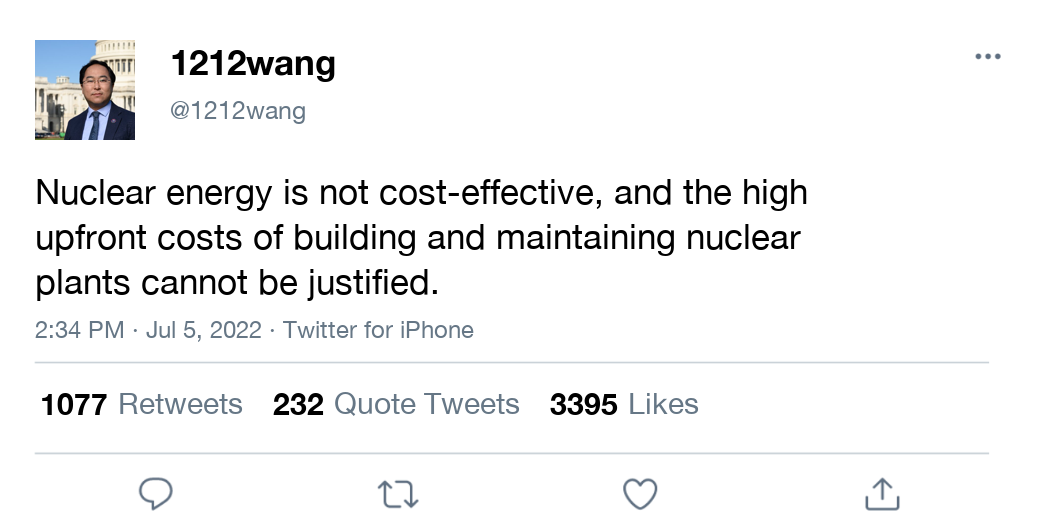 1212wang
@1212wang
Nuclear energy is not cost-effective, and the high
upfront costs of building and maintaining nuclear
plants cannot be justified.
2:34 PM · Jul 5, 2022 · Twitter for iPhone
1077 Retweets 232 Quote Tweets 3395 Likes